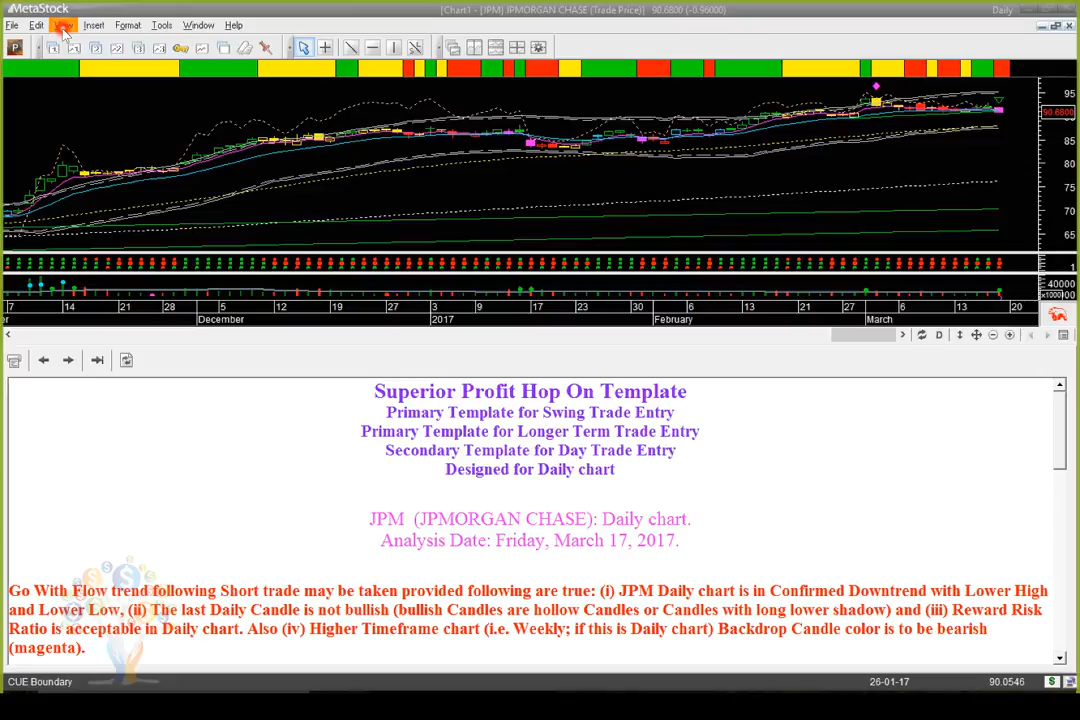 MetaStock
[Chart1 - [JPM] JPMORGAN CHASE (Trade Price)] 90.6800 (-0.96000)
Daily
File Edit View Insert Format Tools Window Help
95
90.6800
85
80
75
70
65
1
40000
x1000
7 14 21 28 5 12 19 27 3 9 17 23 30 6 13 21 27 6 13 20
er December 2017 February March
D
Superior Profit Hop On Template
Primary Template for Swing Trade Entry
Primary Template for Longer Term Trade Entry
Secondary Template for Day Trade Entry
Designed for Daily chart
JPM (JPMORGAN CHASE): Daily chart.
Analysis Date: Friday, March 17, 2017.
Go With Flow trend following Short trade may be taken provided following are true: (i) JPM Daily chart is in Confirmed Downtrend with Lower High
and Lower Low, (ii) The last Daily Candle is not bullish (bullish Candles are hollow Candles or Candles with long lower shadow) and (iii) Reward Risk
Ratio is acceptable in Daily chart. Also (iv) Higher Timeframe chart (i.e. Weekly; if this is Daily chart) Backdrop Candle color is to be bearish
(magenta).
CUE Boundary
26-01-17
90.0546